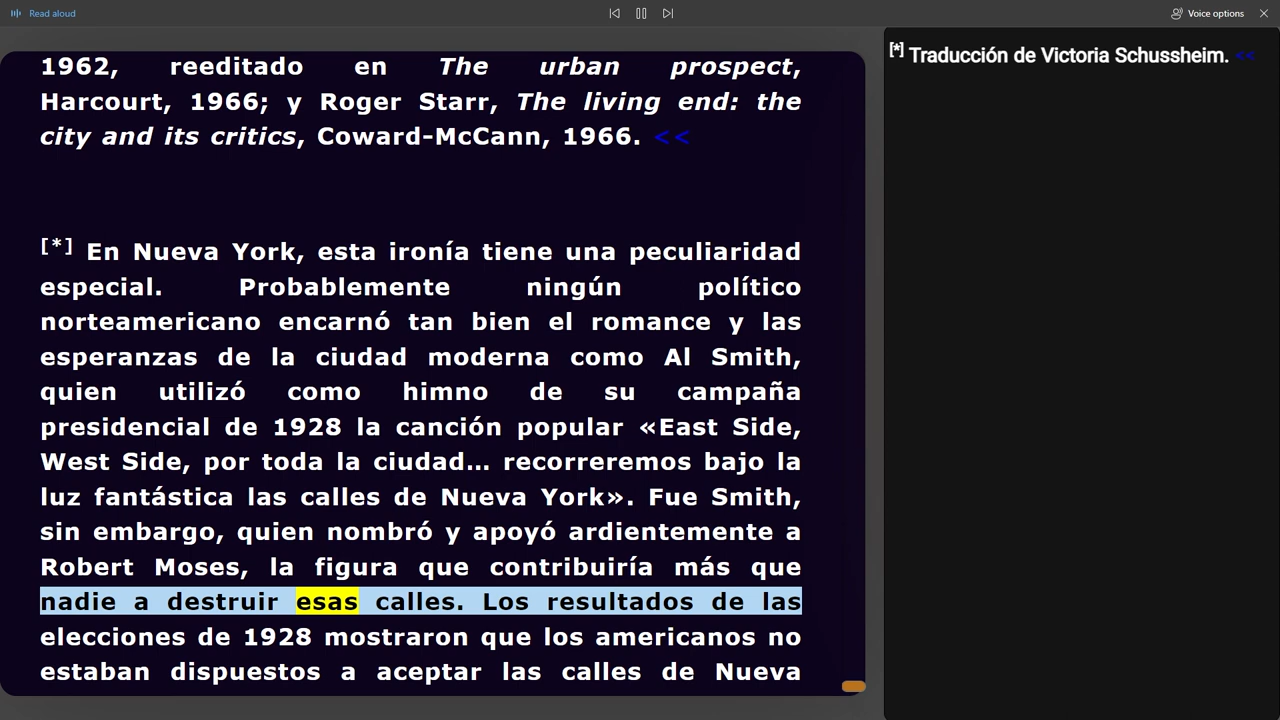 Read aloud
Voice options
1962, reeditado en The urban prospect,
Harcourt, 1966; y Roger Starr, The living end: the
city and its critics, Coward-McCann, 1966. <<
[*] En Nueva York, esta ironía tiene una peculiaridad
especial. Probablemente ningún político
norteamericano encarnó tan bien el romance y las
esperanzas de la ciudad moderna como Al Smith,
quien utilizó como himno de su campaña
presidencial de 1928 la canción popular «East Side,
West Side, por toda la ciudad… recorreremos bajo la
luz fantástica las calles de Nueva York». Fue Smith,
sin embargo, quien nombró y apoyó ardientemente a
Robert Moses, la figura que contribuiría más que
nadie a destruir esas calles. Los resultados de las
elecciones de 1928 mostraron que los americanos no
estaban dispuestos a aceptar las calles de Nueva
[*] Traducción de Victoria Schussheim. <<